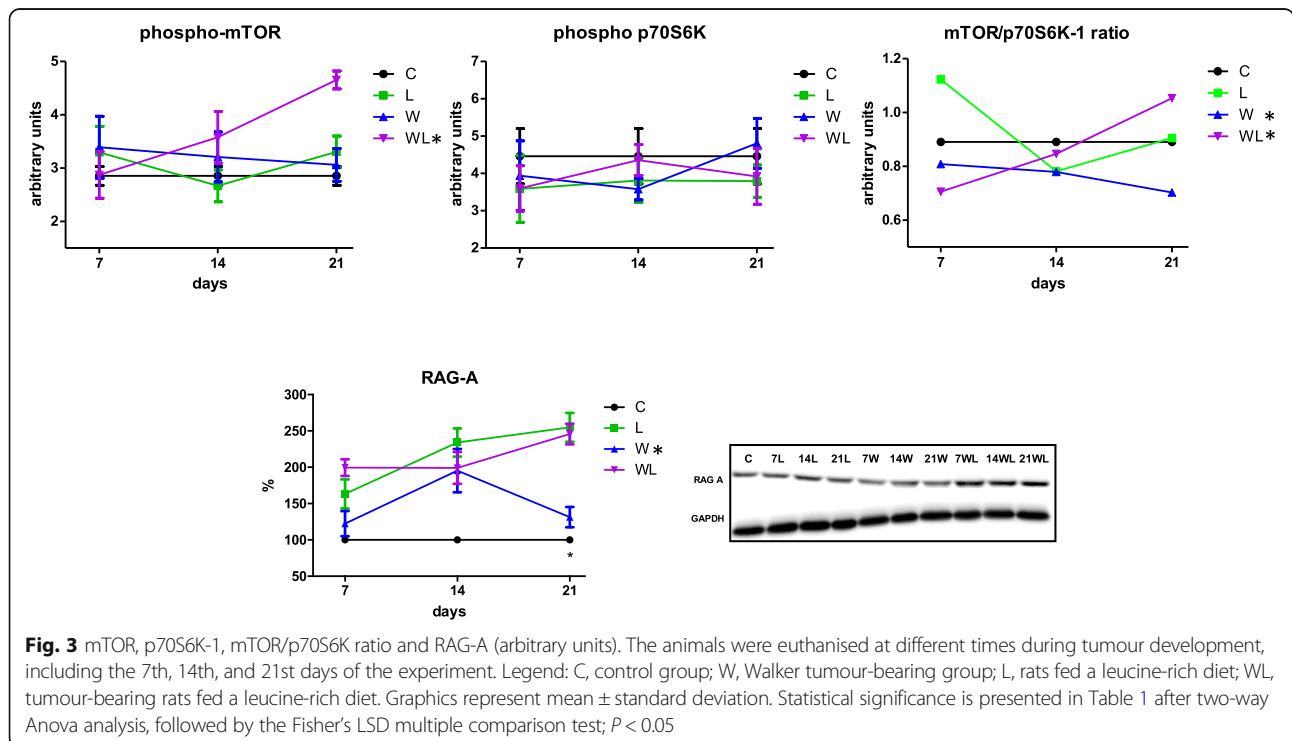 phospho-mTOR
phospho p70S6K
mTOR/p70S6K-1 ratio
arbitrary units
5
4
3
2
7
14
21
days
C
L
W
WL*
arbitrary units
7
6
5
4
3
2
7
14
21
days
C
L
W
WL
arbitrary units
1.2
1.0
0.8
0.6
7
14
21
days
C
L
W *
WL*
RAG-A
%
300
250
200
150
100
50
*
7
14
21
days
C
L
W*
WL
C 7L 14L 21L 7W 14W 21W 7WL 14WL 21WL
RAG A
GAPDH
Fig. 3 mTOR, p70S6K-1, mTOR/p70S6K ratio and RAG-A (arbitrary units). The animals were euthanised at different times during tumour development,
including the 7th, 14th, and 21st days of the experiment. Legend: C, control group; W, Walker tumour-bearing group; L, rats fed a leucine-rich diet; WL,
tumour-bearing rats fed a leucine-rich diet. Graphics represent mean ± standard deviation. Statistical significance is presented in Table 1 after two-way
Anova analysis, followed by the Fisher's LSD multiple comparison test; P < 0.05